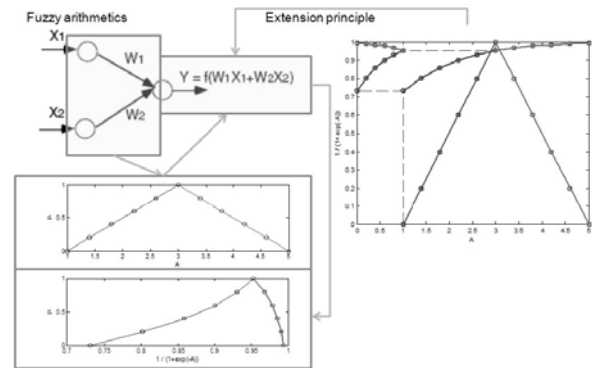 Fuzzy arithmetics
Extension principle
X1
W1
Y = f(W1X1+W2X2)
X2
W2
1
0.9
0.8
0.7
0.6
0.5
0.4
0.3
0.2
0.1
0
1 / (1+exp(-A))
0 0.5 1 1.5 2 2.5 3 3.5 4 4.5 5
A
1
0.5
0
μ
1 1.5 2 2.5 3 3.5 4 4.5 5
A
1
0.5
0
μ
0.7 0.75 0.8 0.85 0.9 0.95 1
1 / (1+exp(-A))